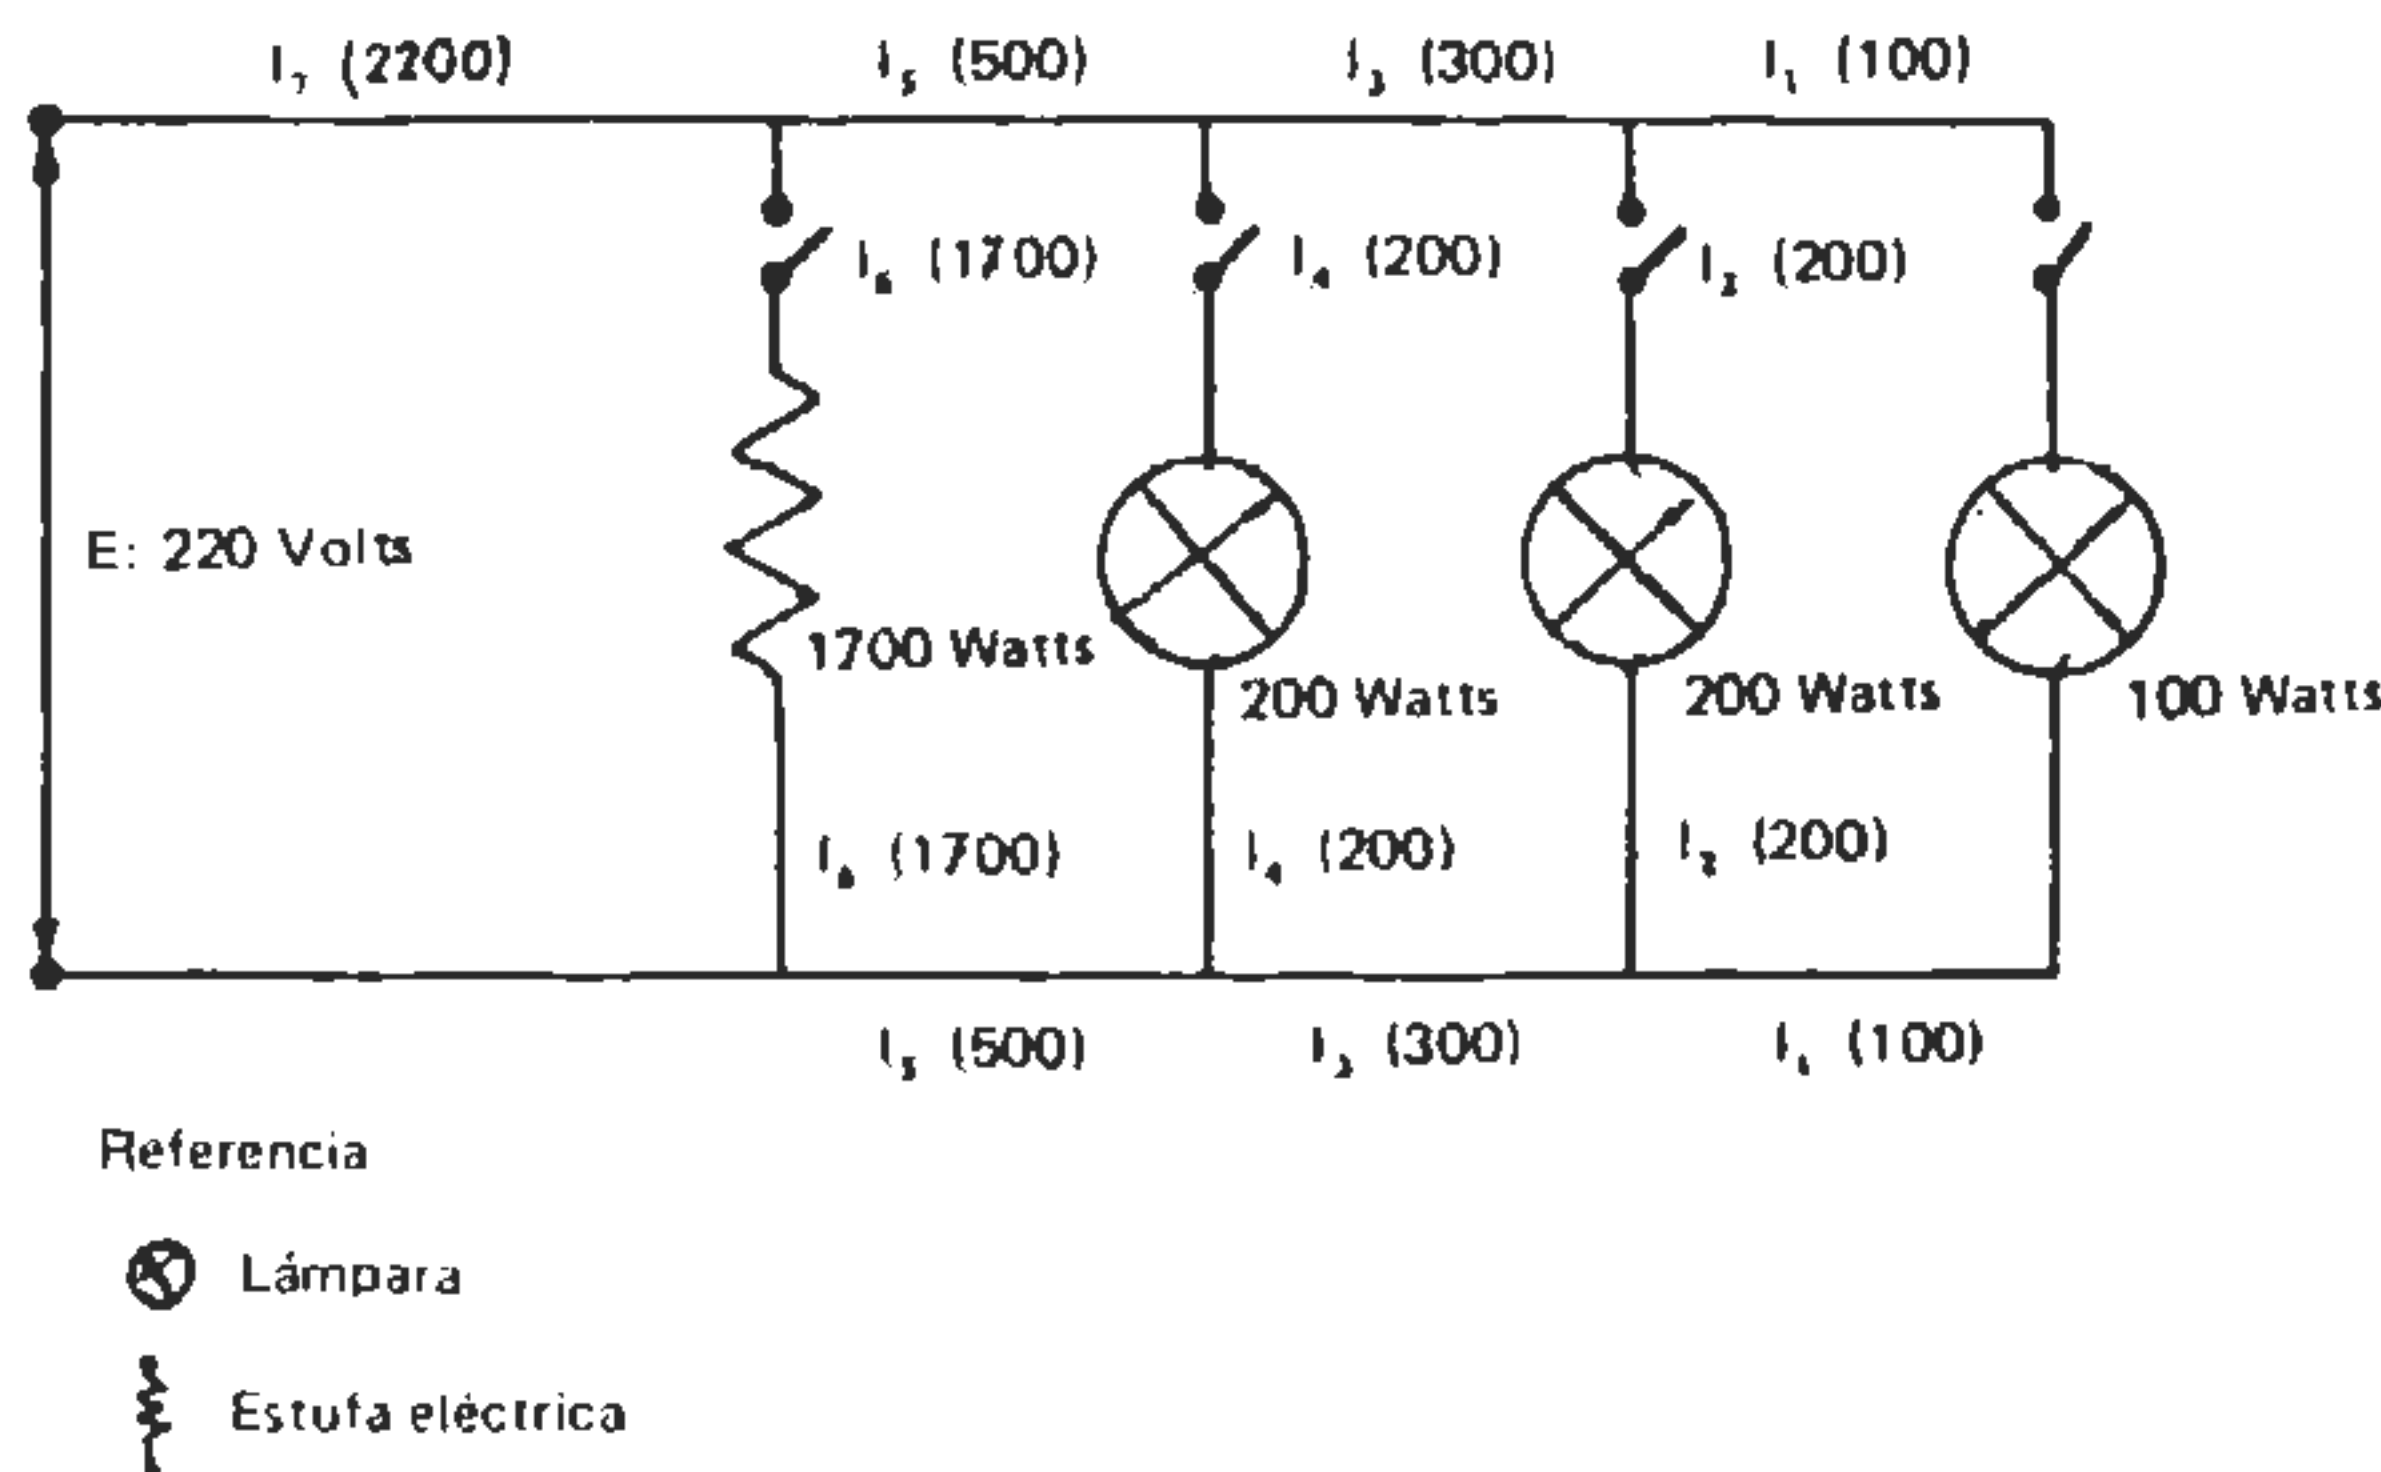 I₇ (2200) I₅ (500) I₃ (300) I₁ (100)
I₆ (1700) I₄ (200) I₂ (200)
E: 220 Volts
1700 Watts
200 Watts 200 Watts 100 Watts
I₆ (1700) I₄ (200) I₂ (200)
I₅ (500) I₃ (300) I₁ (100)
Referencia
Lámpara
Estufa eléctrica